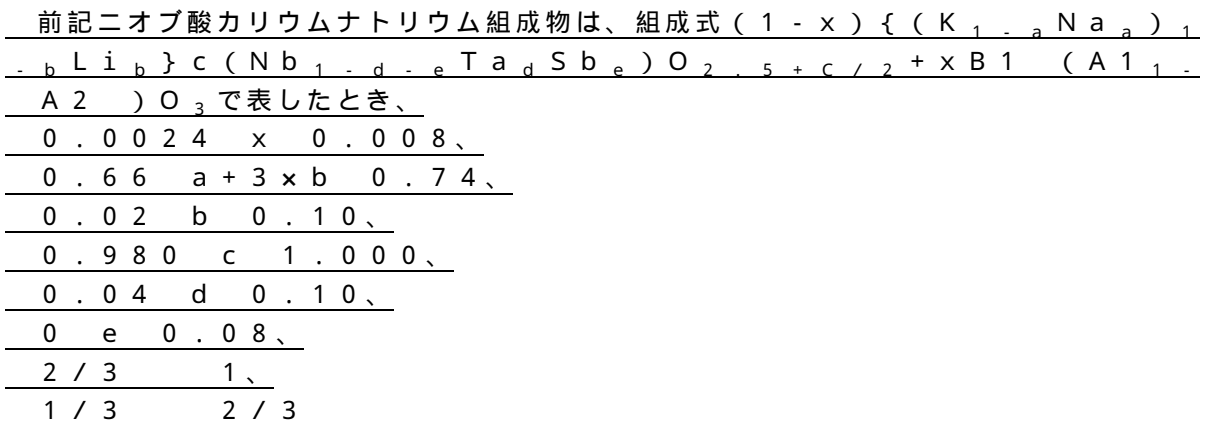 前記ニオブ酸カリウムナトリウム組成物は、組成式(1-x){(K₁₋ₐNaₐ)₁
₋bLib}c(Nb₁₋d₋ₑTadSbₑ)O₂.₅₊C/₂+xB1 (A1₁₋
A2 )O₃で表したとき、
0.0024 x 0.008、
0.66 a+3×b 0.74、
0.02 b 0.10、
0.980 c 1.000、
0.04 d 0.10、
0 e 0.08、
2/3 1、
1/3 2/3